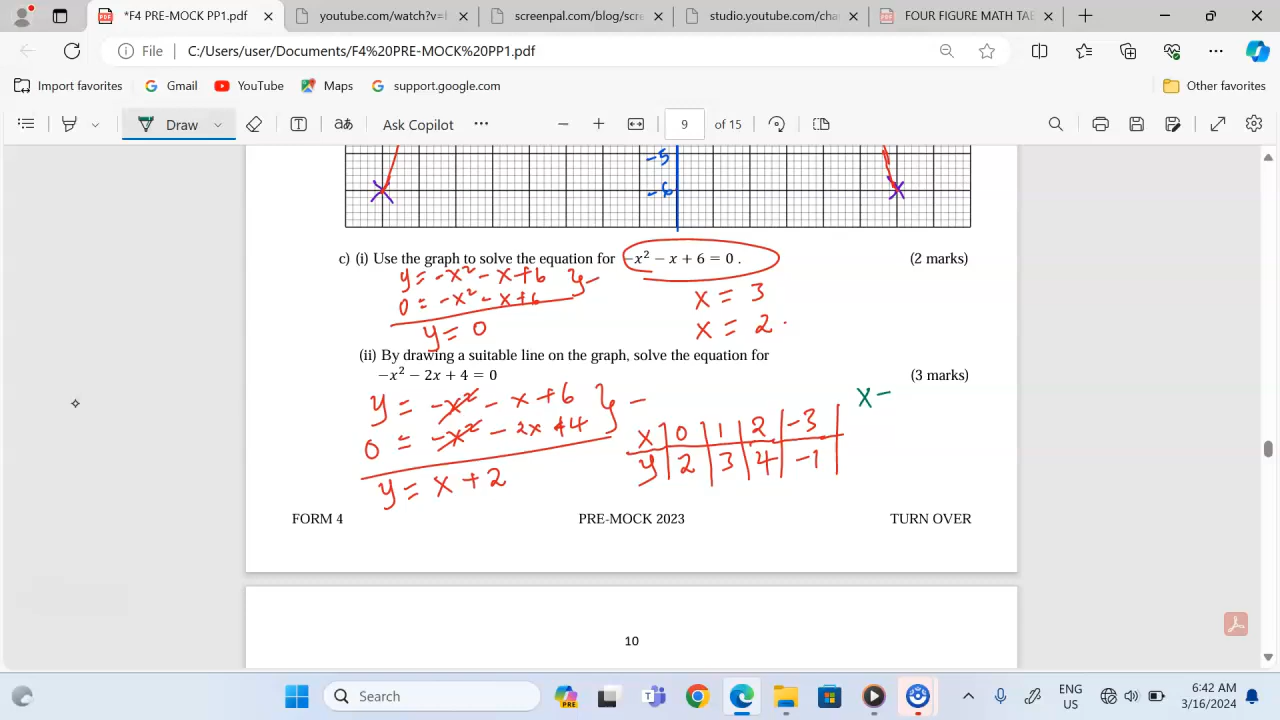 *F4 PRE-MOCK PP1.pdf
youtube.com/watch?v=l
screenpal.com/blog/scre
studio.youtube.com/cha
FOUR FIGURE MATH TAB
File C:/Users/user/Documents/F4%20PRE-MOCK%20PP1.pdf
Import favorites Gmail YouTube Maps support.google.com Other favorites
Draw aあ Ask Copilot 9 of 15
-5
-6
c) (i) Use the graph to solve the equation for −x² − x + 6 = 0 . (2 marks)
y = -x² - x + 6
0 = -x² - x + 6
y = 0
x = 3
x = 2 .
(ii) By drawing a suitable line on the graph, solve the equation for
−x² − 2x + 4 = 0 (3 marks)
y = -x² - x + 6 } -
0 = -x² - 2x + 4
y = x + 2
x 0 1 2 -3
y 2 3 4 -1
x -
FORM 4 PRE-MOCK 2023 TURN OVER
10
Search
PRE
ENG
US
6:42 AM
3/16/2024